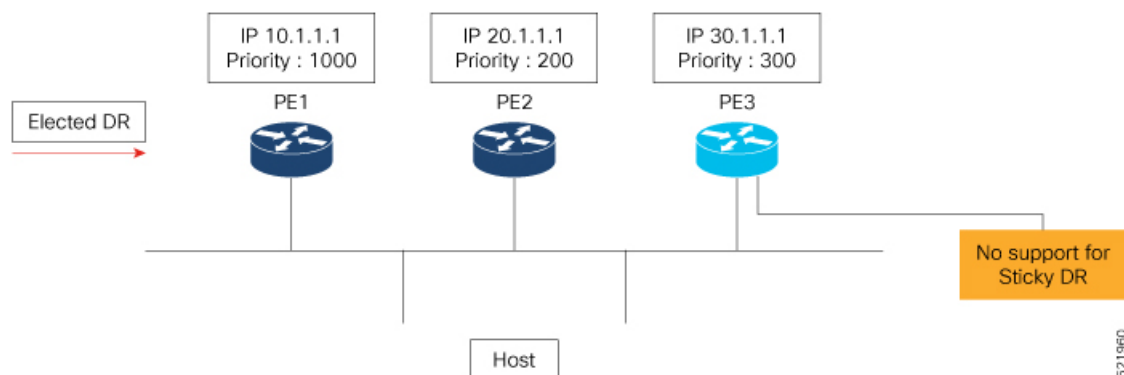 IP 10.1.1.1
Priority : 1000
IP 20.1.1.1
Priority : 200
IP 30.1.1.1
Priority : 300
PE1
PE2
PE3
Elected DR
No support for
Sticky DR
Host
521960